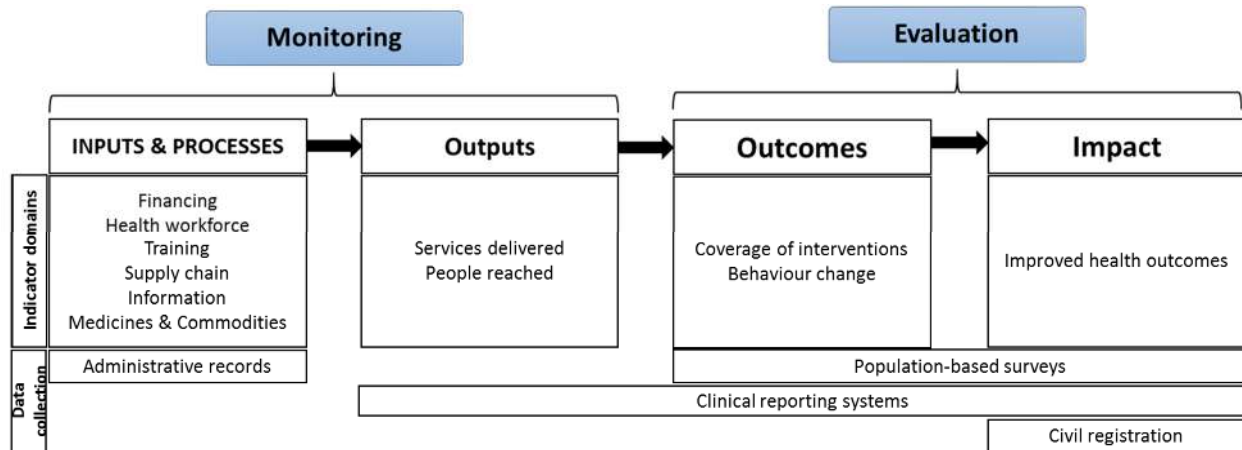 Monitoring
Evaluation
INPUTS & PROCESSES
Outputs
Outcomes
Impact
Indicator domains
Financing
Health workforce
Training
Supply chain
Information
Medicines & Commodities
Services delivered
People reached
Coverage of interventions
Behaviour change
Improved health outcomes
Data
collection
Administrative records
Population-based surveys
Clinical reporting systems
Civil registration